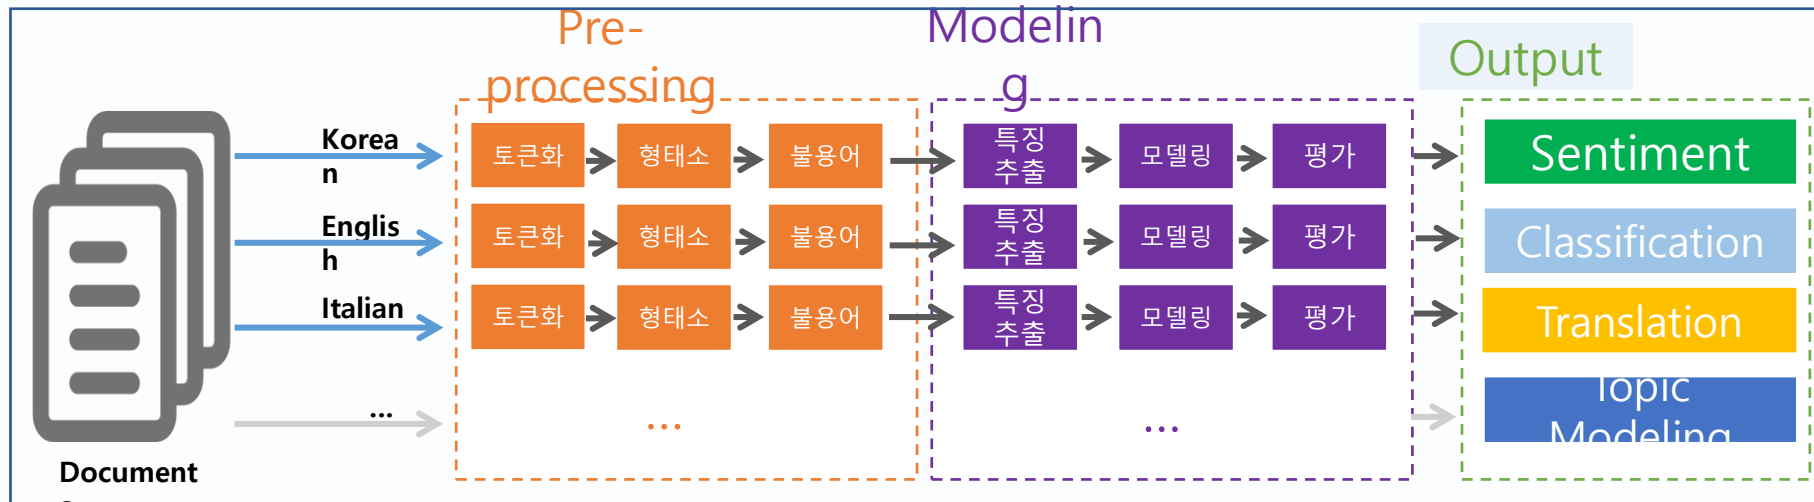 Pre-
processing
Modelin
g
Output
Korea
n
토큰화
형태소
불용어
특징
추출
모델링
평가
Sentiment
Englis
h
토큰화
형태소
불용어
특징
추출
모델링
평가
Classification
Italian
토큰화
형태소
불용어
특징
추출
모델링
평가
Translation
...
...
...
Topic
Modeling
Document